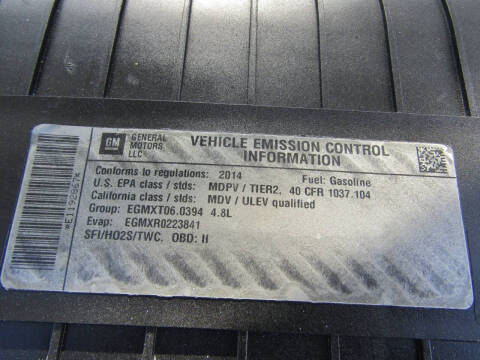 GM
GENERAL
MOTORS,
LLC
VEHICLE EMISSION CONTROL
INFORMATION
Conforms to regulations: 2014 Fuel: Gasoline
U.S. EPA class / stds: MDPV / TIER2, 40 CFR 1037.104
California class / stds: MDV / ULEV qualified
Group: EGMXT06.0394 4.8L
Evap: EGMXR0223841
SFI/HO2S/TWC. OBD: II